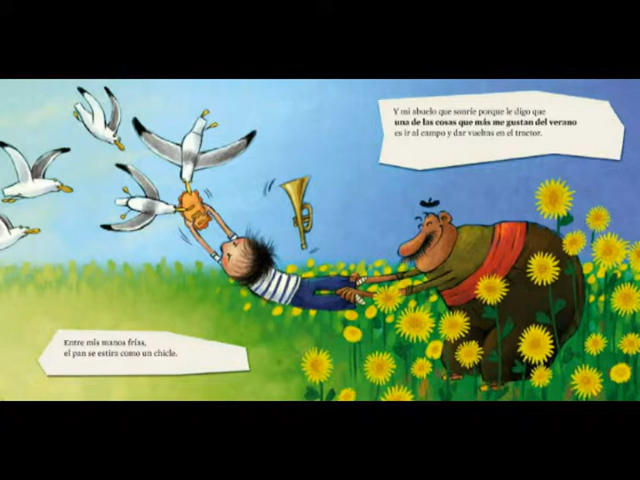 Y mi abuelo que sonríe porque le digo que
una de las cosas que más me gustan del verano
es ir al campo y dar vueltas en el tractor.
Entre mis manos frías,
el pan se estira como un chicle.